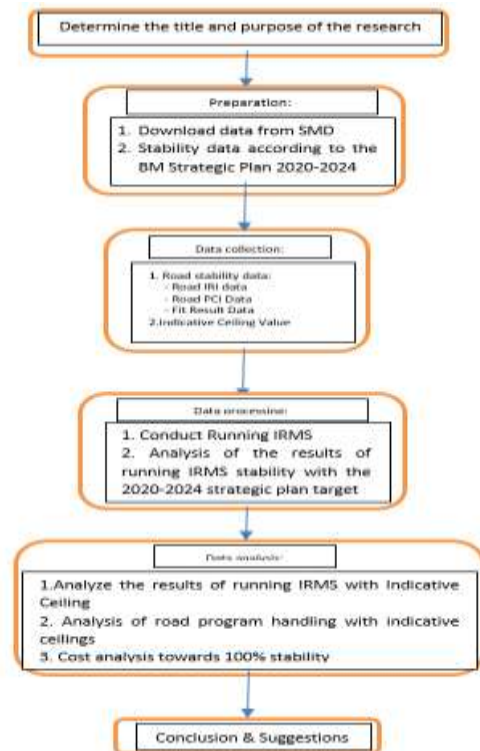 Determine the title and purpose of the research
Preparation:
1. Download data from SMD
2. Stability data according to the
BM Strategic Plan 2020-2024
Data collection:
1. Road stability data:
- Road IRI data
- Road PCI Data
- Fit Result Data
2.Indicative Ceiling Value
Data processing:
1. Conduct Running IRMS
2. Analysis of the results of
running IRMS stability with the
2020-2024 strategic plan target
Data analysis:
1.Analyze the results of running IRMS with Indicative
Ceiling
2. Analysis of road program handling with indicative
ceilings
3. Cost analysis towards 100% stability
Conclusion & Suggestions